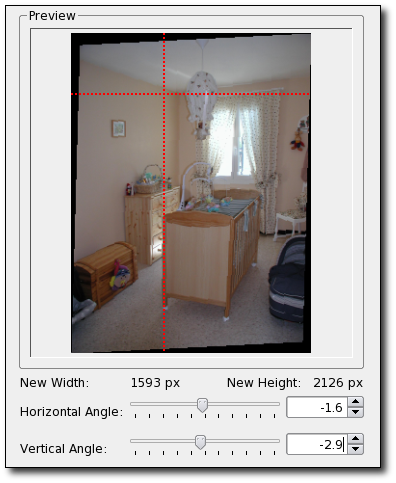 Preview
New Width: 1593 px New Height: 2126 px
Horizontal Angle: -1.6
Vertical Angle: -2.9